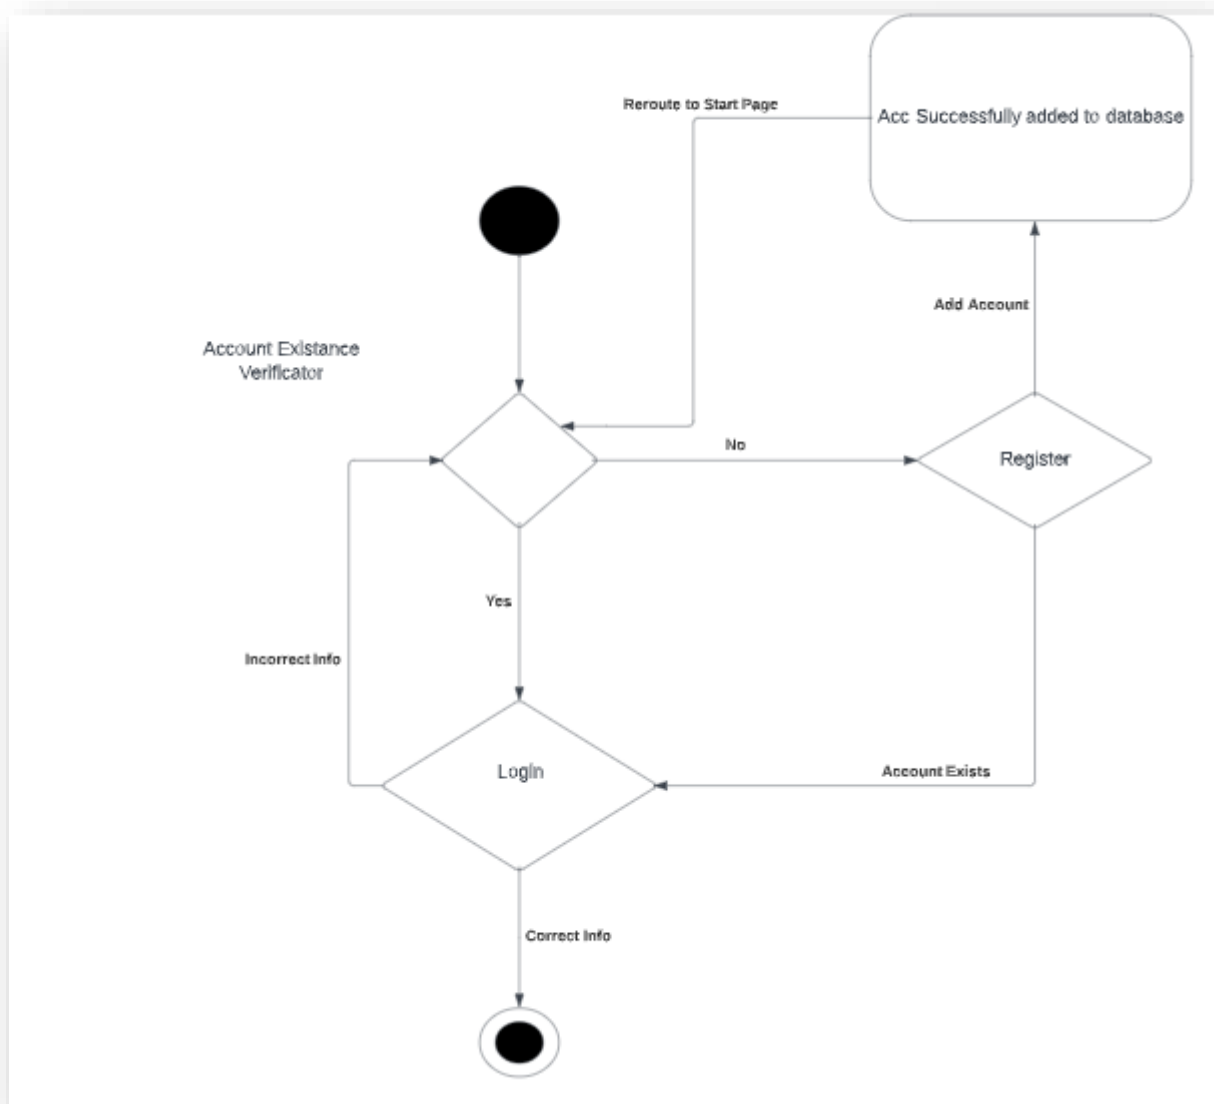 Reroute to Start Page
Acc Successfully added to database
Add Account
Account Existance
Verificator
No
Register
Yes
Incorrect Info
Login
Account Exists
Correct Info